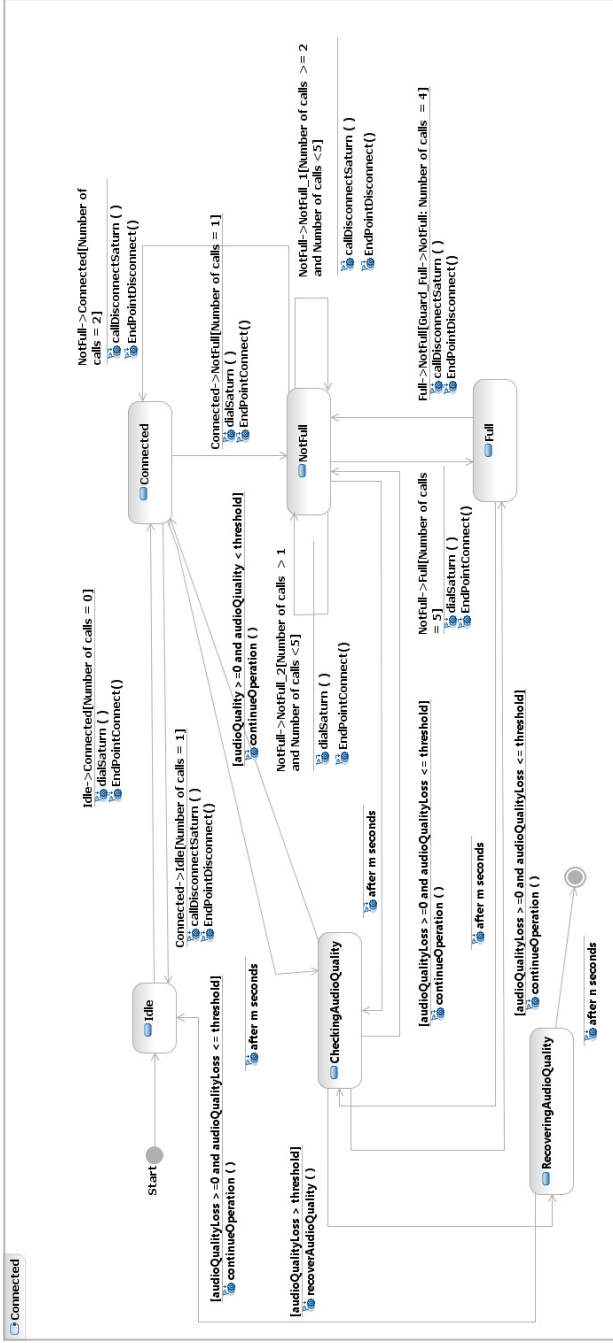 Connected
Start
Idle
Connected
NotFull
Full
CheckingAudioQuality
RecoveringAudioQuality
Idle->Connected[Number of calls = 0]
dialSaturn ( )
EndPointConnect()
NotFull->Connected[Number of
calls = 2]
callDisconnectSaturn ( )
EndPointDisconnect()
Connected->Idle[Number of calls = 1]
callDisconnectSaturn ( )
EndPointDisconnect()
Connected->NotFull[Number of calls = 1]
dialSaturn ( )
EndPointConnect()
[audioQuality >=0 and audioQiuality < threshold]
continueOperation ( )
NotFull->NotFull_1[Number of calls >= 2
and Number of calls <5]
callDisconnectSaturn ( )
EndPointDisconnect()
NotFull->NotFull_2[Number of calls > 1
and Number of calls <5]
dialSaturn ( )
EndPointConnect()
[audioQualityLoss >=0 and audioQualityLoss <= threshold]
continueOperation ( )
after m seconds
[audioQualityLoss > threshold]
recoverAudioQuality ( )
after m seconds
[audioQualityLoss >=0 and audioQualityLoss <= threshold]
continueOperation ( )
NotFull->Full[Number of calls
= 5]
dialSaturn ( )
EndPointConnect()
Full->NotFull[Guard_Full->NotFull: Number of calls = 4]
callDisconnectSaturn ( )
EndPointDisconnect()
after m seconds
[audioQualityLoss >=0 and audioQualityLoss <= threshold]
continueOperation ( )
after n seconds